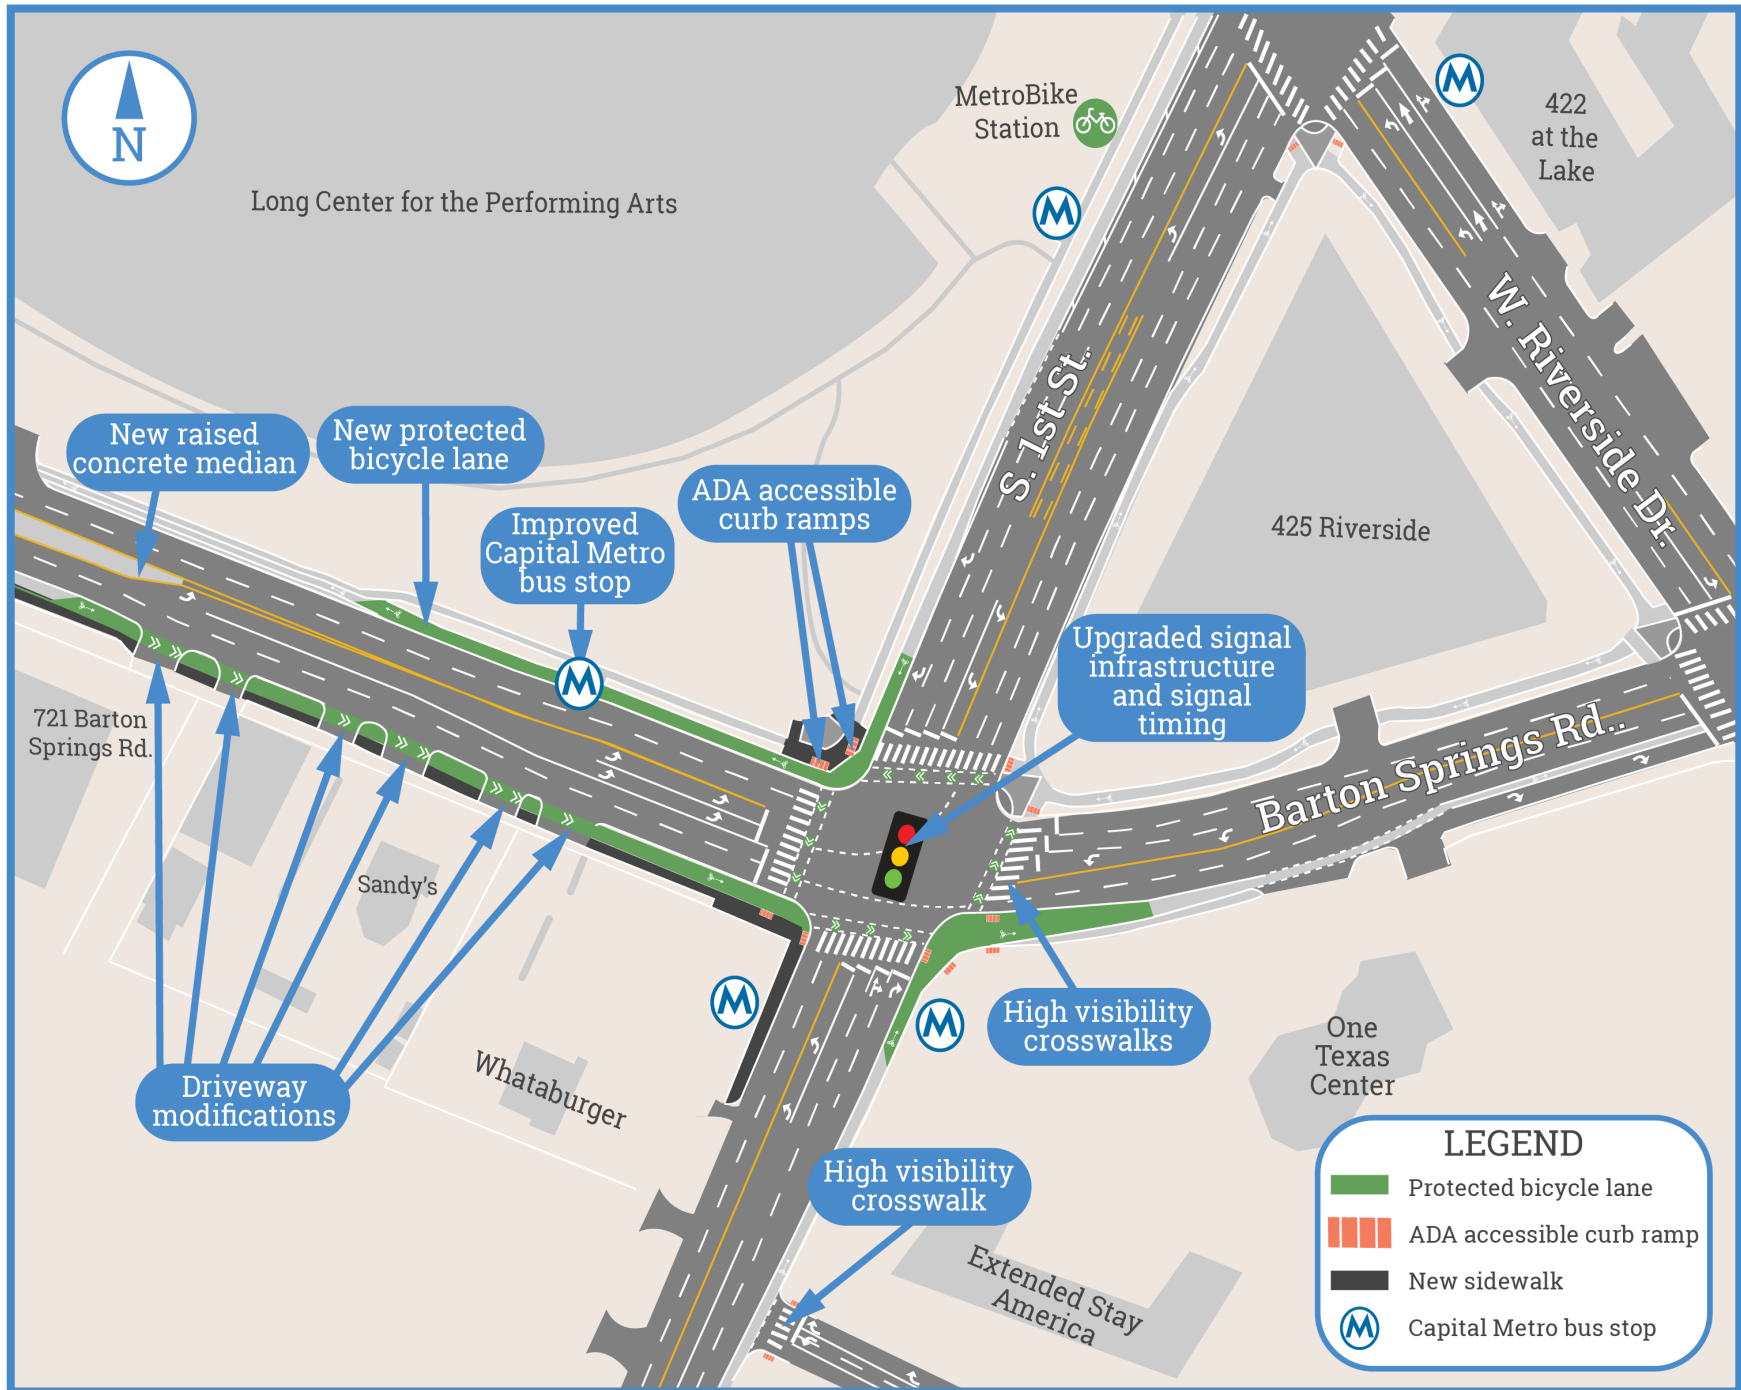 N
Long Center for the Performing Arts
MetroBike
Station
M
M
422
at the
Lake
W. Riverside Dr.
S. 1st St.
425 Riverside
New raised
concrete median
New protected
bicycle lane
Improved
Capital Metro
bus stop
M
ADA accessible
curb ramps
Upgraded signal
infrastructure
and signal
timing
Barton Springs Rd..
721 Barton
Springs Rd.
Sandy's
Driveway
modifications
Whataburger
M
M
High visibility
crosswalks
One
Texas
Center
High visibility
crosswalk
Extended Stay
America
LEGEND
Protected bicycle lane
ADA accessible curb ramp
New sidewalk
M Capital Metro bus stop